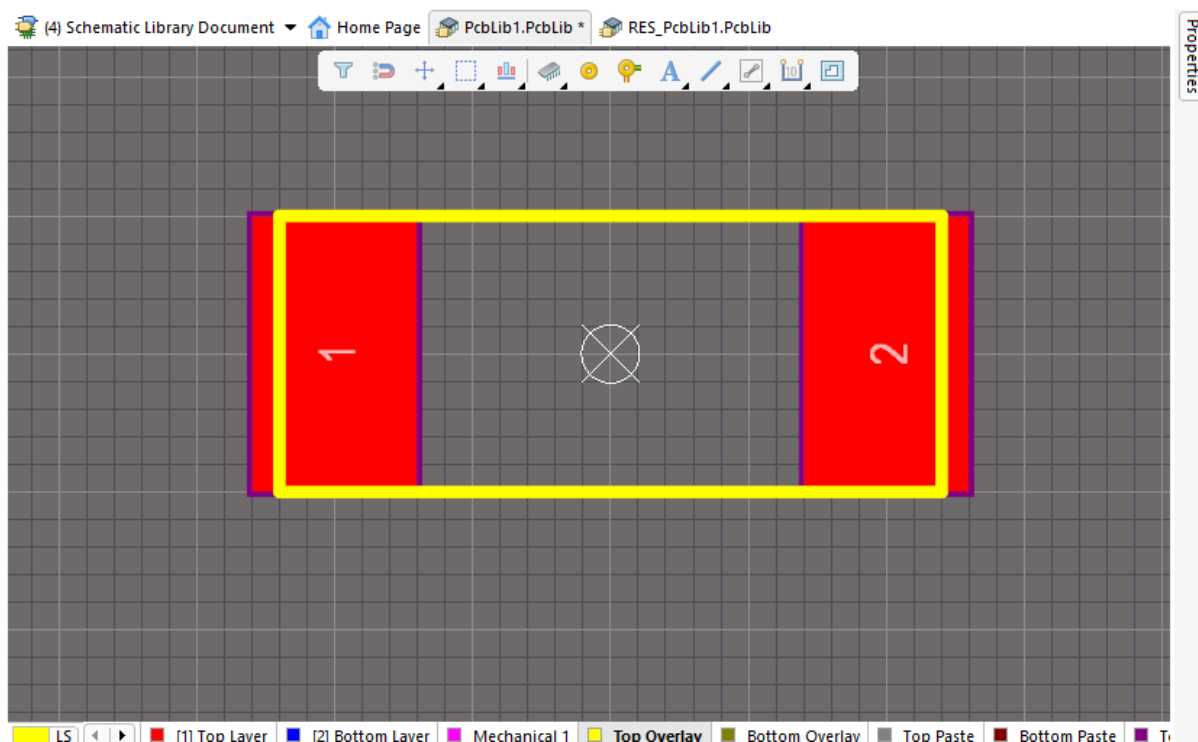 (4) Schematic Library Document Home Page PcbLib1.PcbLib * RES_PcbLib1.PcbLib
Properties
A 10
1 2
LS [1] Top Layer [2] Bottom Layer Mechanical 1 Top Overlay Bottom Overlay Top Paste Bottom Paste